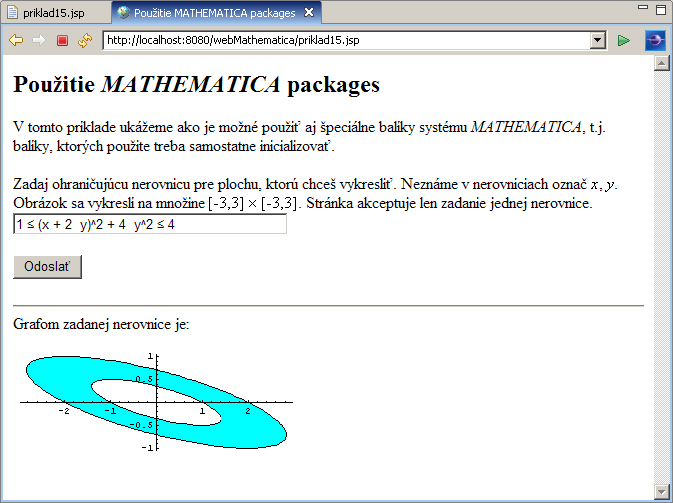 priklad15.jsp
Použitie MATHEMATICA packages
http://localhost:8080/webMathematica/priklad15.jsp
Použitie MATHEMATICA packages
V tomto príklade ukážeme ako je možné použiť aj špeciálne balíky systému MATHEMATICA, t.j.
balíky, ktorých použite treba samostatne inicializovať.
Zadaj ohraničujúcu nerovnicu pre plochu, ktorú chceš vykresliť. Neznáme v nerovniciach označ x, y.
Obrázok sa vykreslí na množine [-3,3] × [-3,3]. Stránka akceptuje len zadanie jednej nerovnice.
1 ≤ (x + 2 y)^2 + 4 y^2 ≤ 4
Odoslať
Grafom zadanej nerovnice je:
1
0.5
-2 -1 1 2
-0.5
-1